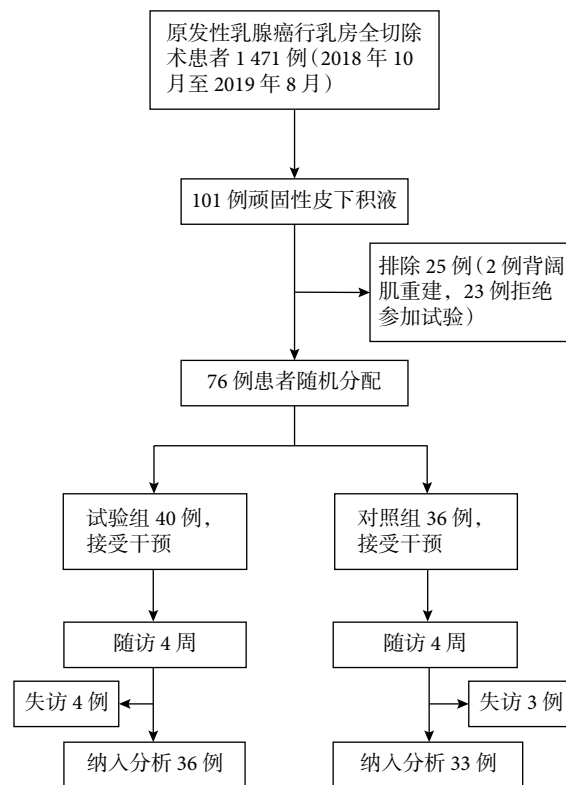 原发性乳腺癌行乳房全切除
术患者 1 471 例（2018 年 10
月至 2019 年 8 月）
101 例顽固性皮下积液
排除 25 例（2 例背阔
肌重建，23 例拒绝
参加试验）
76 例患者随机分配
试验组 40 例，
接受干预
对照组 36 例，
接受干预
随访 4 周
随访 4 周
失访 4 例
失访 3 例
纳入分析 36 例
纳入分析 33 例